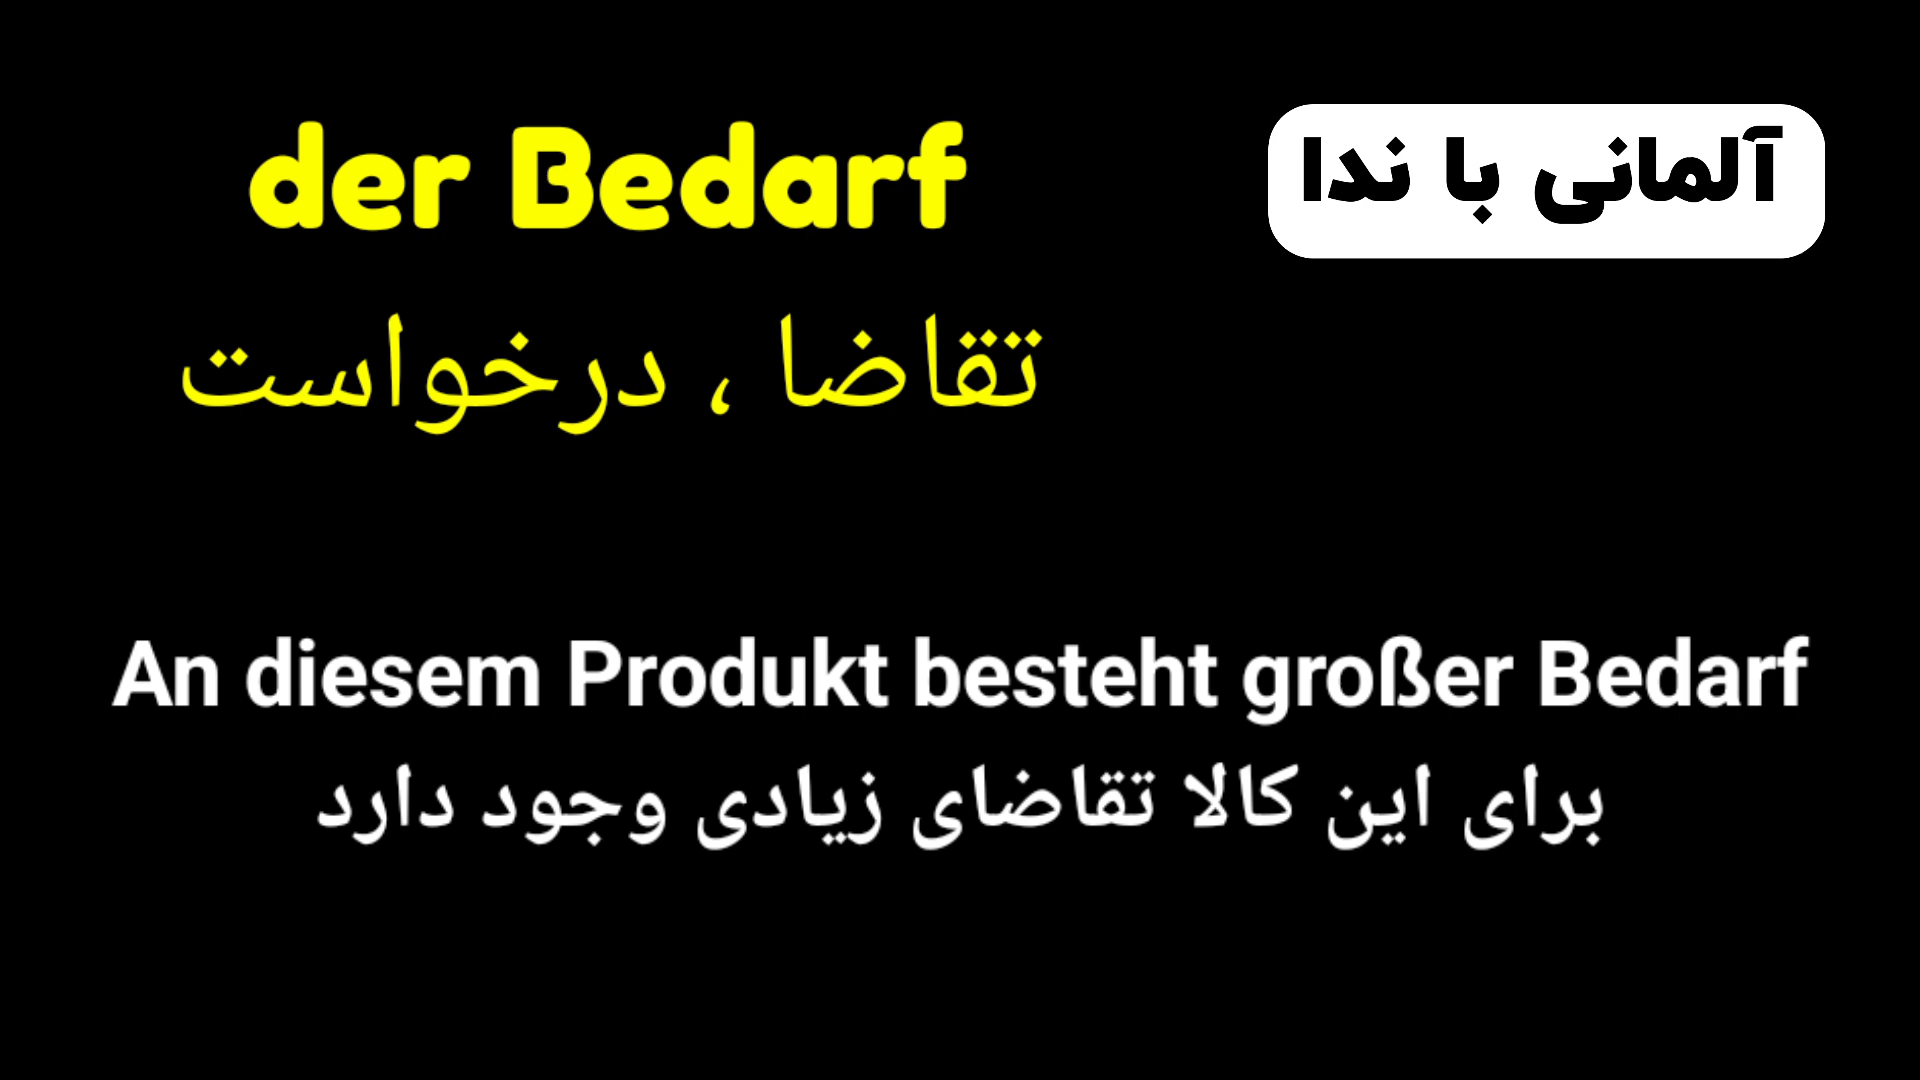 der Bedarf
آلمانی با ندا
تقاضا ، درخواست
An diesem Produkt besteht großer Bedarf
برای این کالا تقاضای زیادی وجود دارد